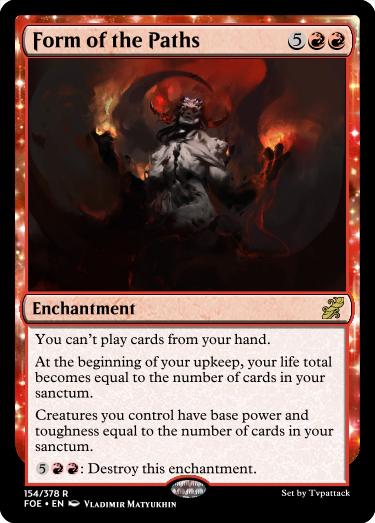 Form of the Paths 5
Enchantment
You can't play cards from your hand.
At the beginning of your upkeep, your life total
becomes equal to the number of cards in your
sanctum.
Creatures you control have base power and
toughness equal to the number of cards in your
sanctum.
5: Destroy this enchantment.
154/378 R
FOE • EN Vladimir Matyukhin
Set by Tvpattack